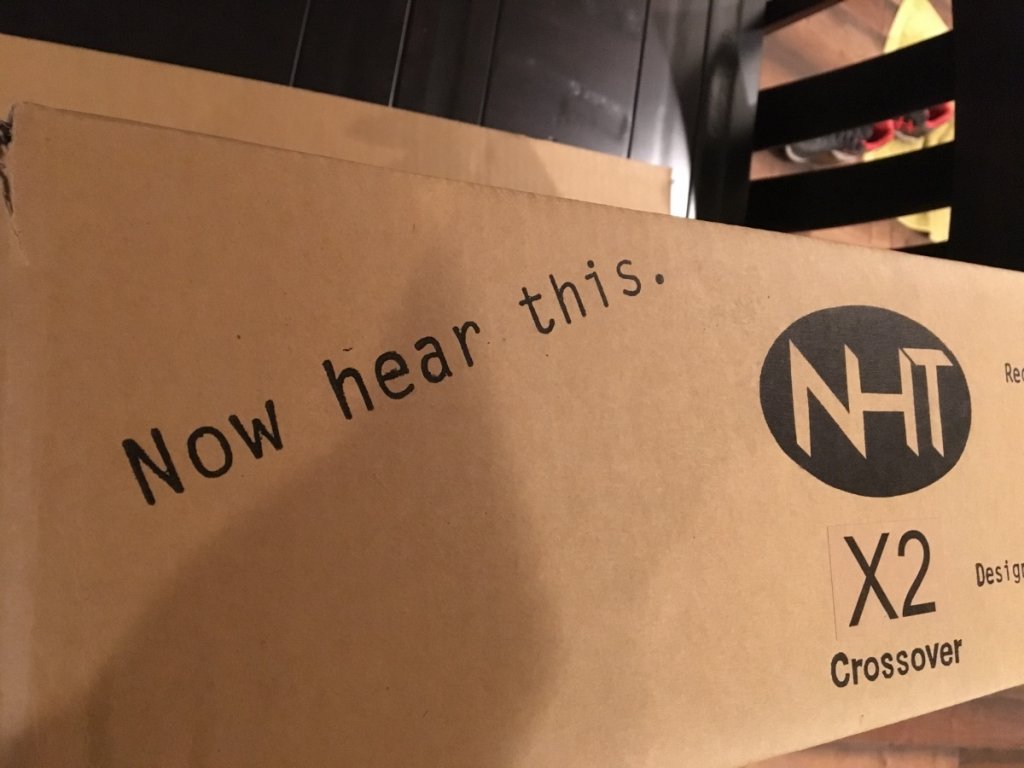 Now hear this.
NHT
X2
Crossover